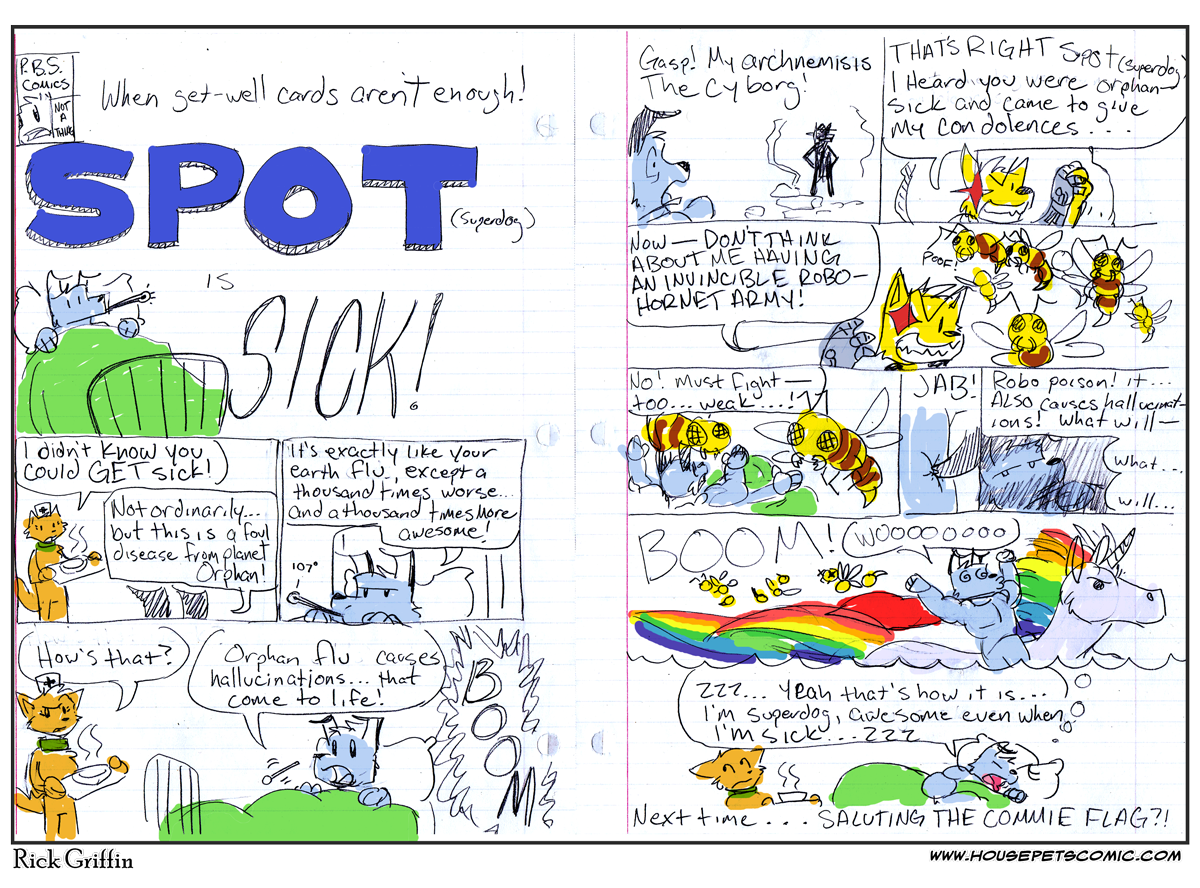 P.B.S.
Comics
NOT
A
THING
When get-well cards aren't enough!
SPOT
(superdog)
is
SICK!
I didn't know you
could GET sick!
Not ordinarily...
but this is a foul
disease from planet
Orphan!
It's exactly like your
earth flu, except a
thousand times worse...
and a thousand times more
awesome!
107°
How's that?
Orphan flu causes
hallucinations... that
come to life!
BOOM
Gasp! My archnemesis
The Cyborg!
THAT'S RIGHT Spot (superdog)
I Heard you were orphan-
sick and came to give
my condolences....
Now— DON'T THINK
ABOUT ME HAVING
AN INVINCIBLE ROBO-
HORNET ARMY!
POOF!
No! Must fight—
too... weak...!
JAB!
Robo poison! it...
ALSO causes hallucinat-
ions! What will—
What...
will...
BOOM!
WOOOOOOOO
ZZZ... Yeah that's how it is...
I'm superdog, awesome even when
I'm sick...ZZZ
Next time.... SALUTING THE COMMIE FLAG?!
Rick Griffin
WWW.HOUSEPETSCOMIC.COM